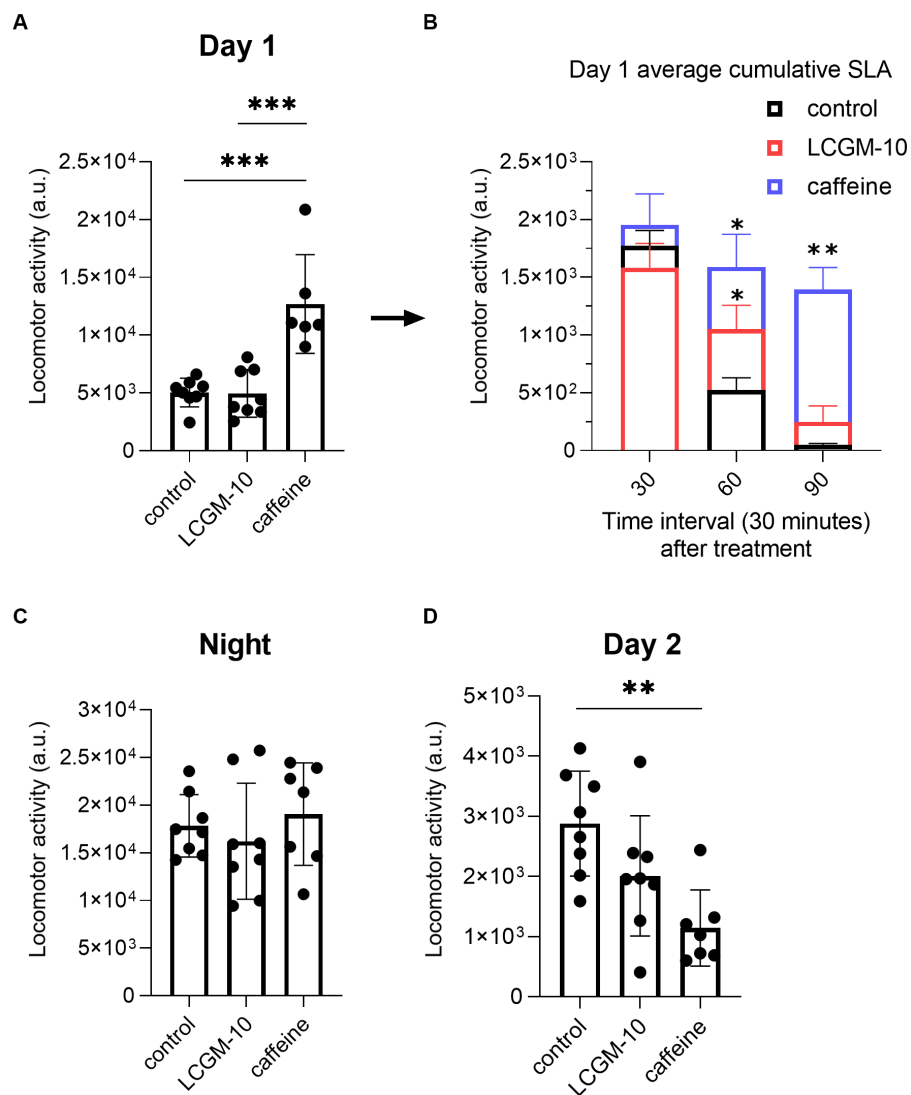 A
Day 1
***
***
Locomotor activity (a.u.)
2.5×10⁴
2×10⁴
1.5×10⁴
1×10⁴
5×10³
0
control
LCGM-10
caffeine
B
Day 1 average cumulative SLA
control
LCGM-10
caffeine
Locomotor activity (a.u.)
2.5×10³
2×10³
1.5×10³
1×10³
5×10²
0
*
*
**
30
60
90
Time interval (30 minutes)
after treatment
C
Night
Locomotor activity (a.u.)
3×10⁴
2.5×10⁴
2×10⁴
1.5×10⁴
1×10⁴
5×10³
0
control
LCGM-10
caffeine
D
Day 2
**
Locomotor activity (a.u.)
5×10³
4×10³
3×10³
2×10³
1×10³
0
control
LCGM-10
caffeine